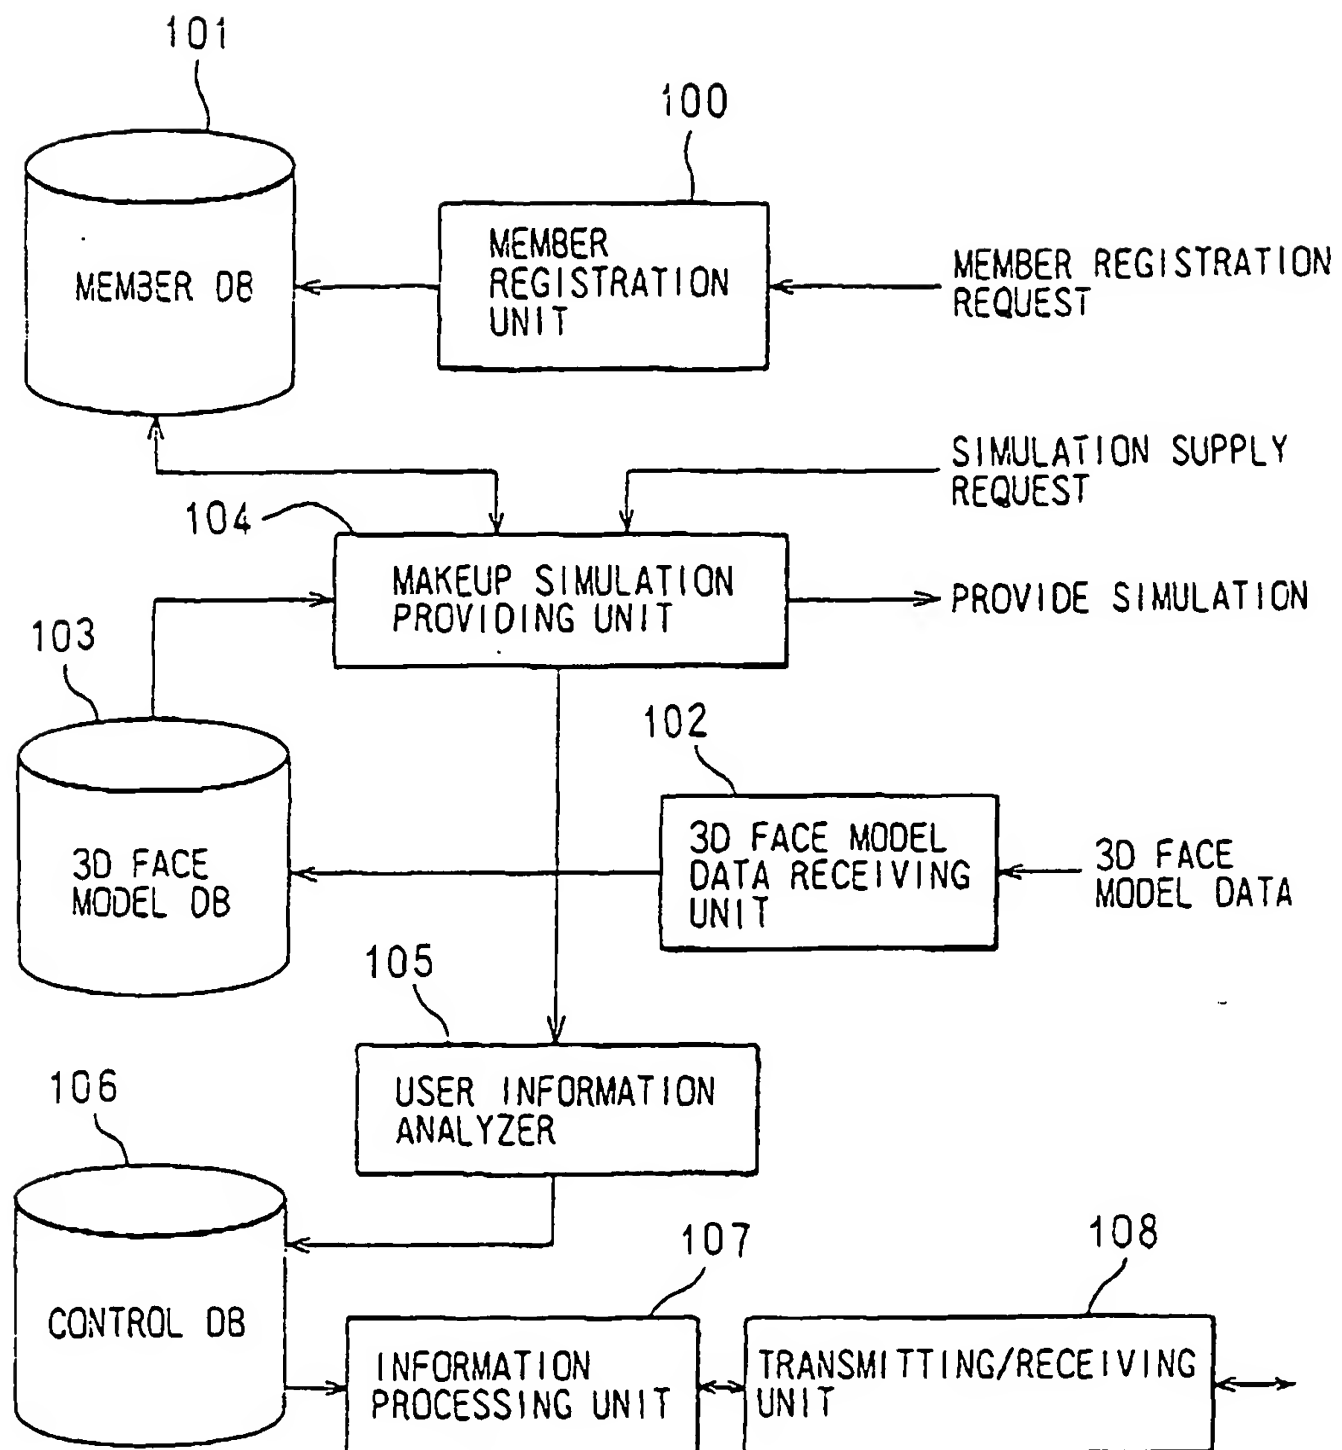 101
100
MEMBER DB
MEMBER
REGISTRATION
UNIT
MEMBER REGISTRATION
REQUEST
SIMULATION SUPPLY
REQUEST
104
MAKEUP SIMULATION
PROVIDING UNIT
PROVIDE SIMULATION
103
102
3D FACE
MODEL DB
3D FACE MODEL
DATA RECEIVING
UNIT
3D FACE
MODEL DATA
105
USER INFORMATION
ANALYZER
106
107
108
CONTROL DB
INFORMATION
PROCESSING UNIT
TRANSMITTING/RECEIVING
UNIT